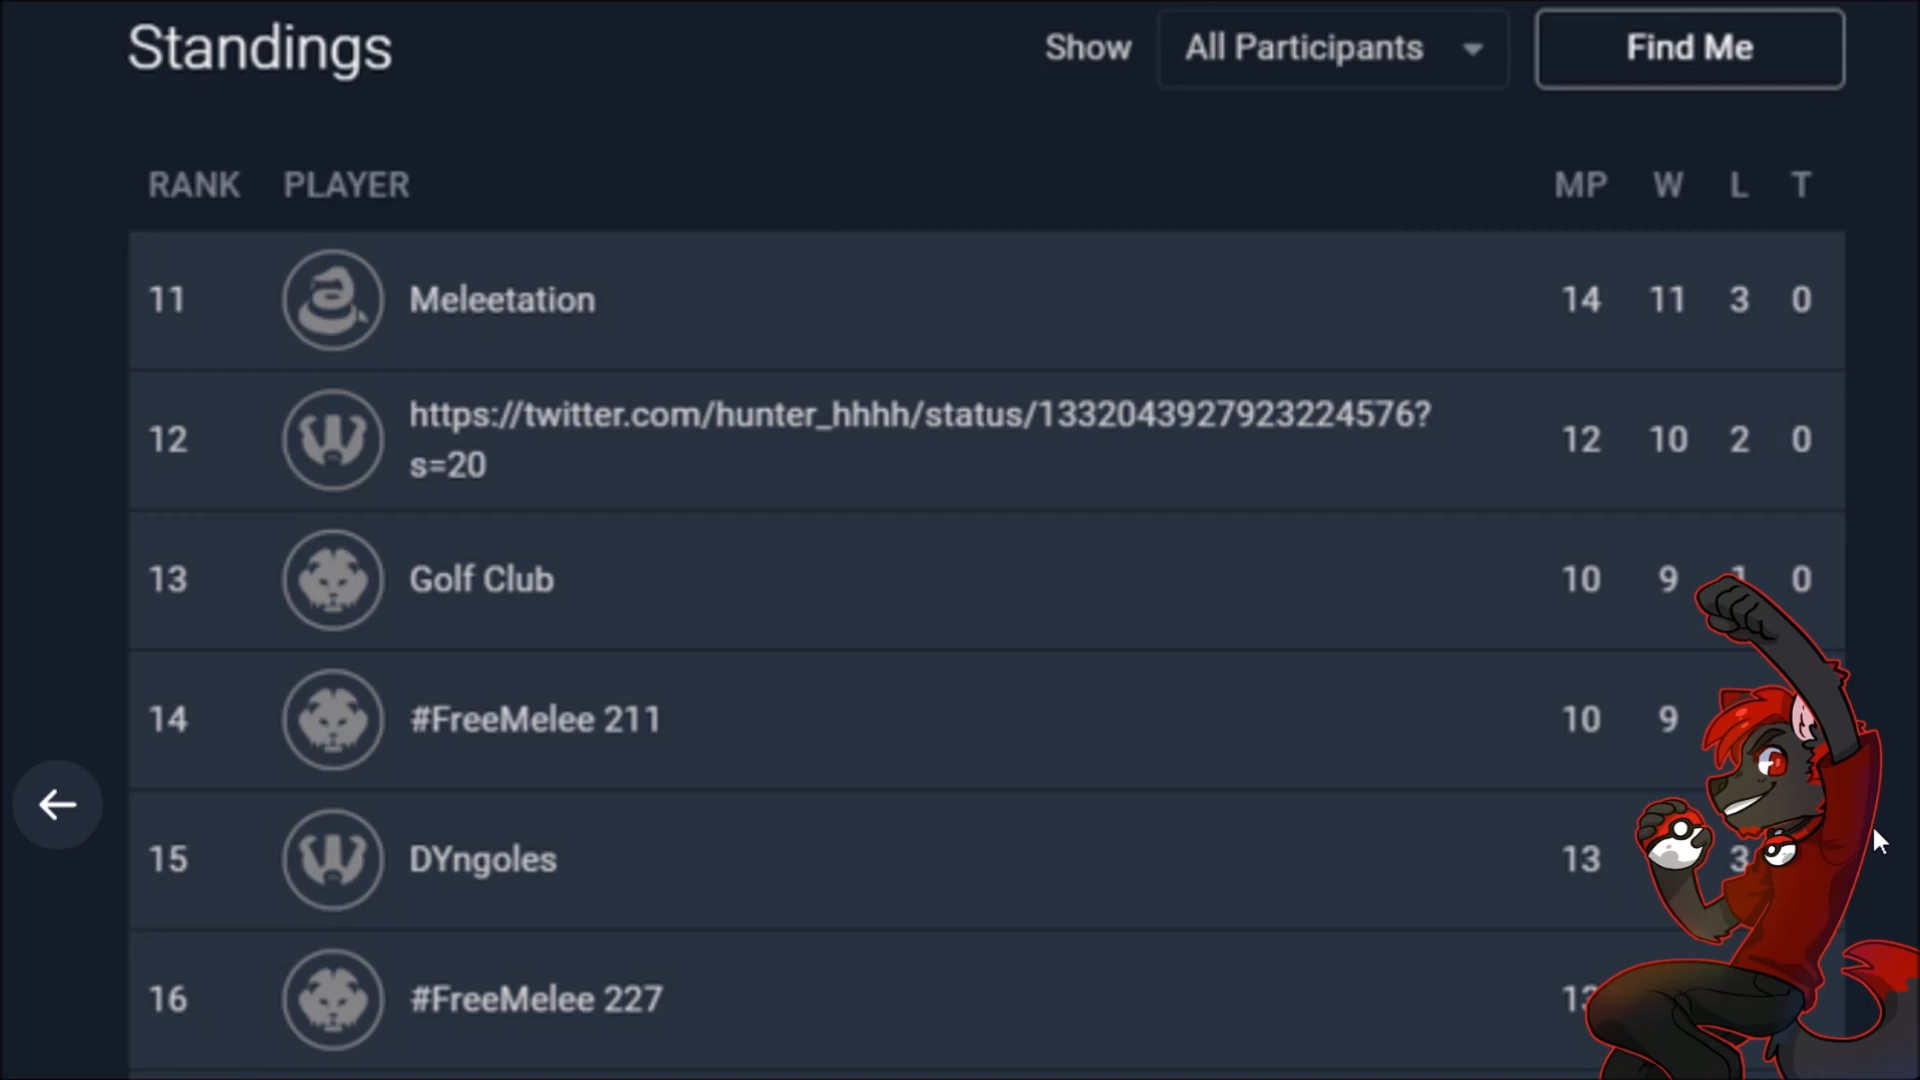 Standings
Show All Participants Find Me
RANK PLAYER MP W L T
11 Meleetation 14 11 3 0
12 https://twitter.com/hunter_hhhh/status/1332043927923224576?
s=20 12 10 2 0
13 Golf Club 10 9 1 0
14 #FreeMelee 211 10 9
15 DYngoles 13 3
16 #FreeMelee 227